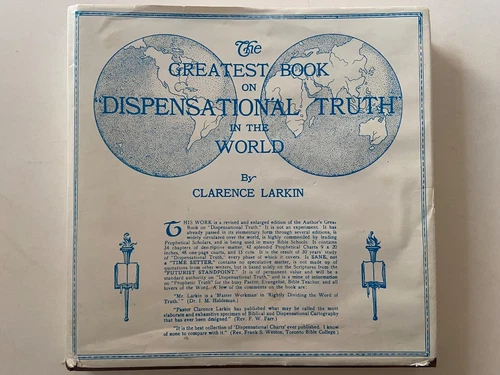 The
GREATEST BOOK
ON
"DISPENSATIONAL TRUTH"
IN THE
WORLD
By
CLARENCE LARKIN
THIS WORK is a revised and enlarged edition of the Author's Great
Book on "Dispensational Truth." It is not an experiment. It has
already passed in its elementary form through several editions, is
widely circulated over the world, is highly commended by leading
Prophetical Scholars, and is being used in many Bible Schools. It contains
34 chapters of descriptive matter, 42 splendid Prophetical Charts 9 x 20
inches, 48 one-page charts, and 15 cuts. It is the result of 30 years' study
of "Dispensational Truth," every phase of which it covers. Is SANE, not
a "TIME SETTER," contains no speculative matter, is not made up of
quotations from other writers, but is based solely on the Scriptures from the
"FUTURIST STANDPOINT." It is of permanent value and will be a
standard authority on "Dispensational Truth," and is a mine of information
on "Prophetic Truth" for the busy Pastor, Evangelist, Bible Teacher, and all
lovers of the Word. A few of the comments on the book are:
"Mr. Larkin is a 'Master Workman' in 'Rightly Dividing the Word of
Truth.'" (Dr. I. M. Haldeman.)
"Pastor Clarence Larkin has published what may be called the most
elaborate and exhaustive specimen of Biblical and Dispensational Cartography
that has ever been designed." (Rev. F. W. Farr.)
"It is the best collection of 'Dispensational Charts' ever published. I know
of none to compare with it." (Rev. Frank S. Weston, Toronto Bible College.)